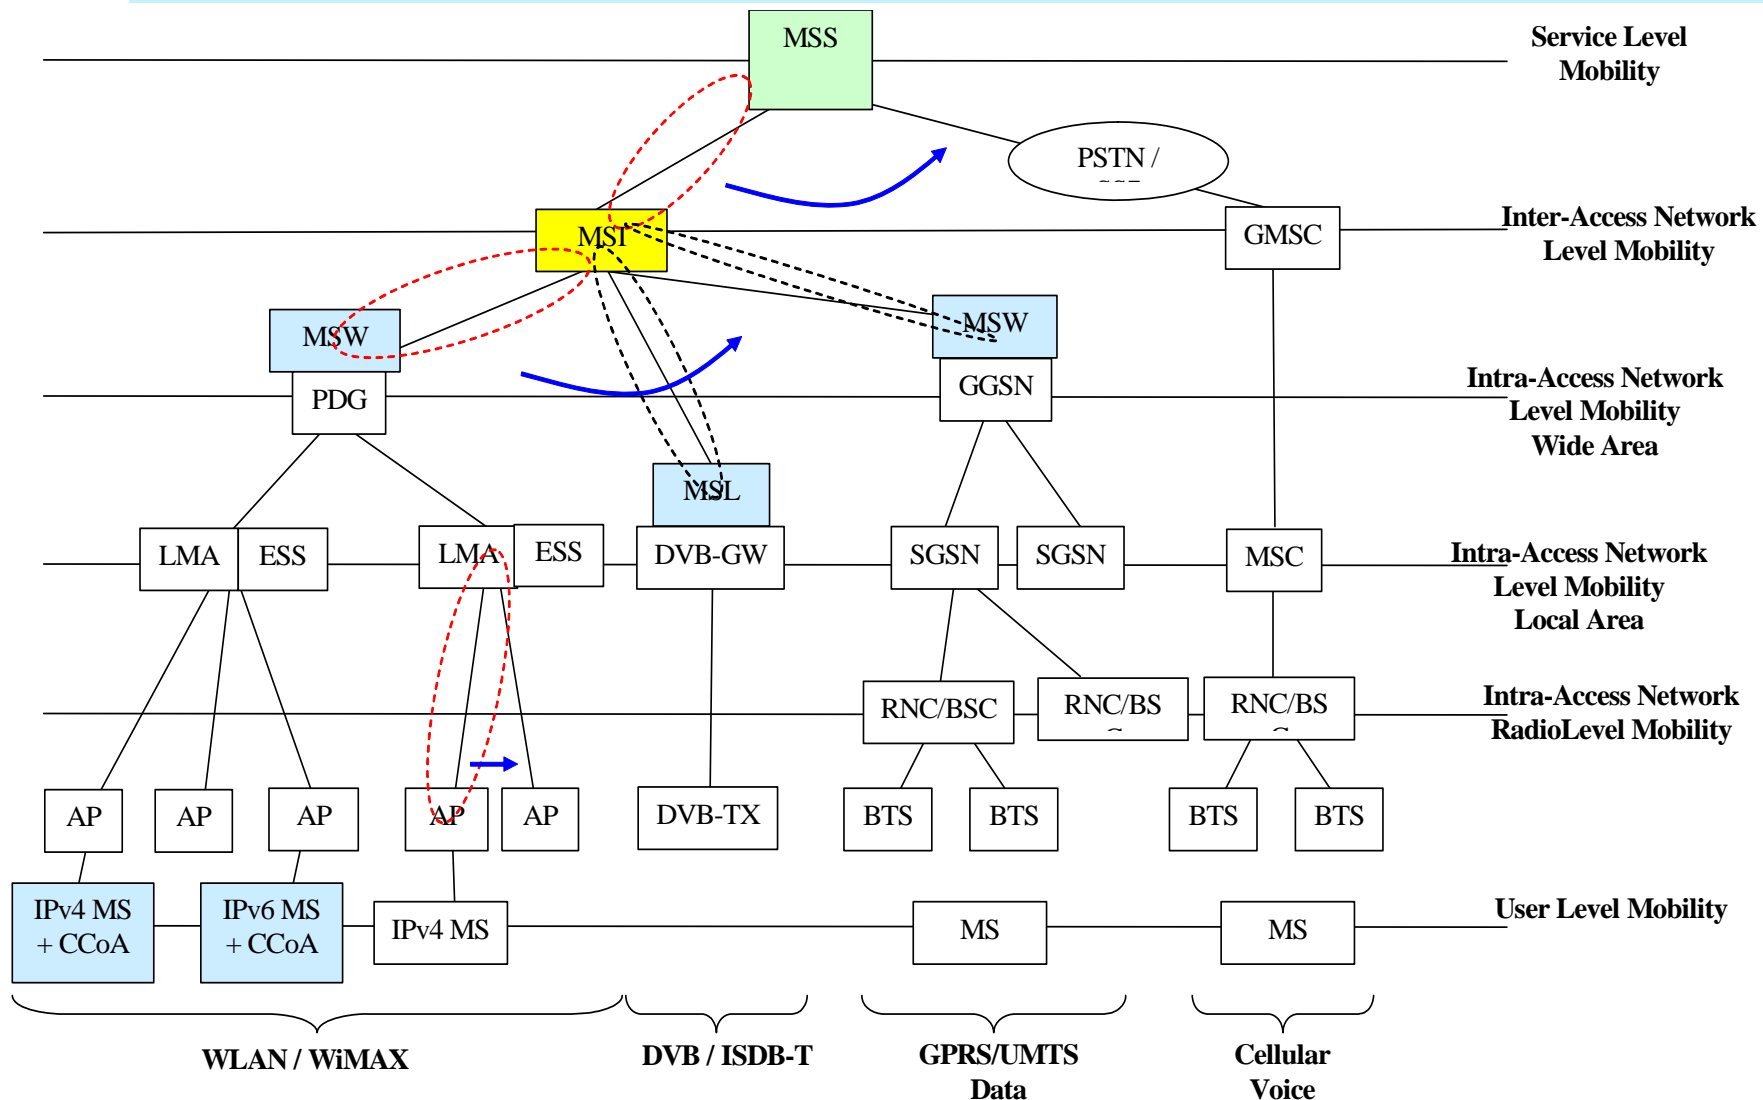 MSS
Service Level
Mobility
PSTN /
MSI
GMSC
Inter-Access Network
Level Mobility
MSW
MSW
PDG
GGSN
Intra-Access Network
Level Mobility
Wide Area
MSL
LMA
ESS
LMA
ESS
DVB-GW
SGSN
SGSN
MSC
Intra-Access Network
Level Mobility
Local Area
RNC/BSC
RNC/BS
RNC/BS
Intra-Access Network
RadioLevel Mobility
AP
AP
AP
AP
AP
DVB-TX
BTS
BTS
BTS
BTS
IPv4 MS
+ CCoA
IPv6 MS
+ CCoA
IPv4 MS
MS
MS
User Level Mobility
WLAN / WiMAX
DVB / ISDB-T
GPRS/UMTS
Data
Cellular
Voice